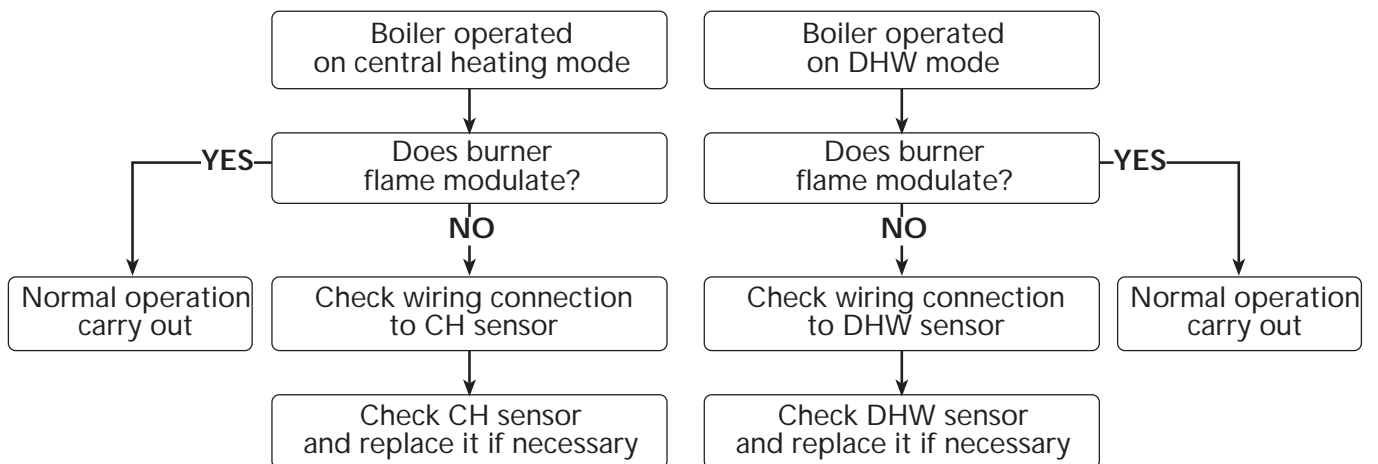 Boiler operated
on central heating mode
Boiler operated
on DHW mode
YES
Does burner
flame modulate?
Does burner
flame modulate?
YES
NO
NO
Normal operation
carry out
Check wiring connection
to CH sensor
Check wiring connection
to DHW sensor
Normal operation
carry out
Check CH sensor
and replace it if necessary
Check DHW sensor
and replace it if necessary